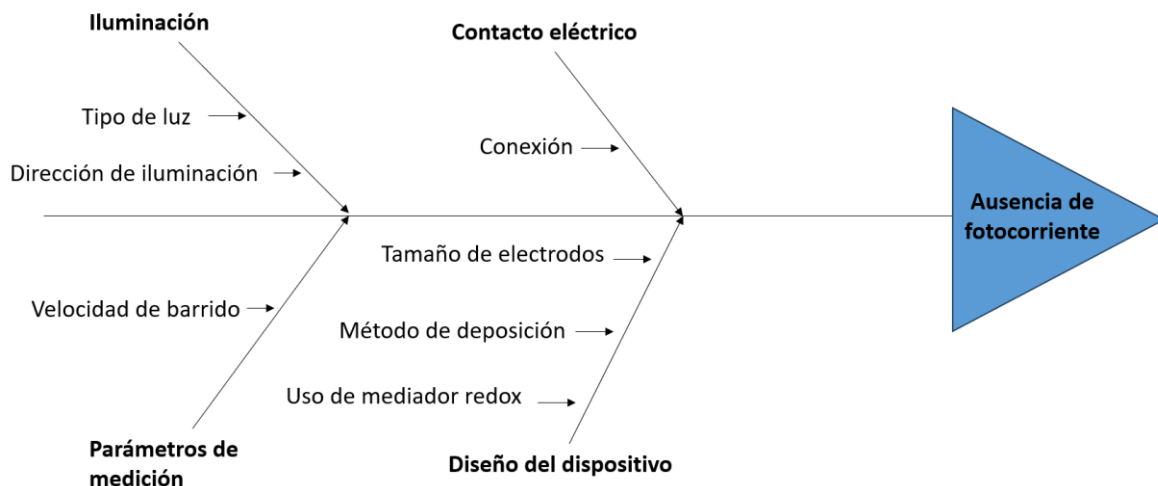 Iluminación
Contacto eléctrico
Tipo de luz
Conexión
Dirección de iluminación
Ausencia de
fotocorriente
Tamaño de electrodos
Velocidad de barrido
Método de deposición
Uso de mediador redox
Parámetros de
medición
Diseño del dispositivo